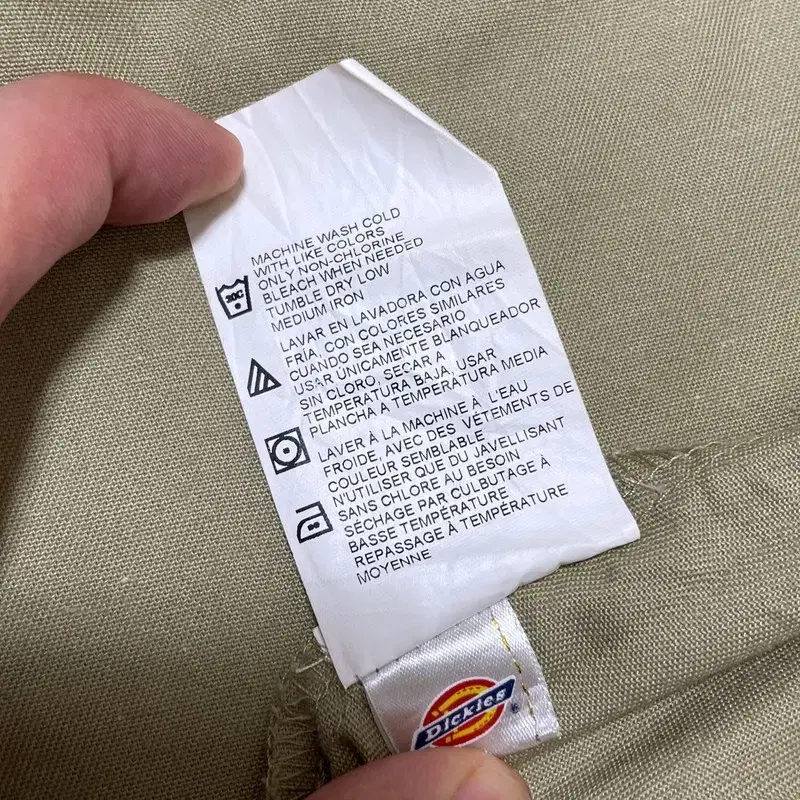 MACHINE WASH COLD
WITH LIKE COLORS
ONLY NON-CHLORINE
BLEACH WHEN NEEDED
TUMBLE DRY LOW
MEDIUM IRON
30C
LAVAR EN LAVADORA CON AGUA
FRÍA, CON COLORES SIMILARES
CUANDO SEA NECESARIO
USAR ÚNICAMENTE BLANQUEADOR
SIN CLORO, SECAR A
TEMPERATURA BAJA, USAR
PLANCHA A TEMPERATURA MEDIA
LAVER À LA MACHINE À L'EAU
FROIDE, AVEC DES VÊTEMENTS DE
COULEUR SEMBLABLE
N'UTILISER QUE DU JAVELLISANT
SANS CHLORE AU BESOIN
SÉCHAGE PAR CULBUTAGE À
BASSE TEMPÉRATURE
REPASSAGE À TEMPÉRATURE
MOYENNE
Dickies®